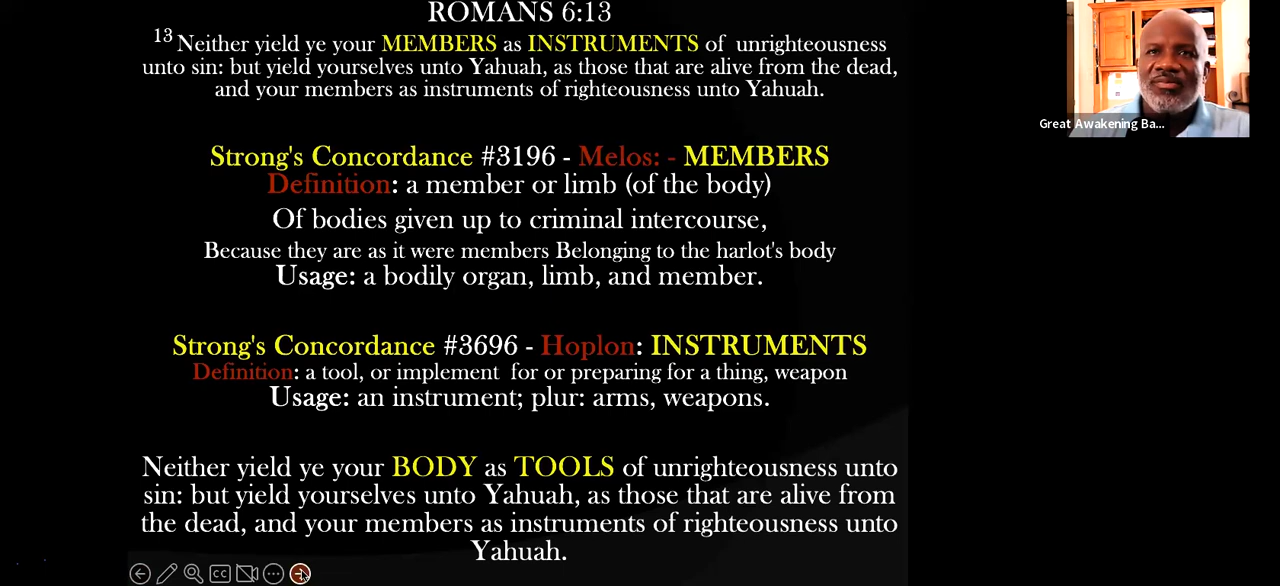 ROMANS 6:13
13 Neither yield ye your MEMBERS as INSTRUMENTS of unrighteousness
unto sin: but yield yourselves unto Yahuah, as those that are alive from the dead,
and your members as instruments of righteousness unto Yahuah.
Great Awakening Ba...
Strong's Concordance #3196 - Melos: - MEMBERS
Definition: a member or limb (of the body)
Of bodies given up to criminal intercourse,
Because they are as it were members Belonging to the harlot's body
Usage: a bodily organ, limb, and member.
Strong's Concordance #3696 - Hoplon: INSTRUMENTS
Definition: a tool, or implement for or preparing for a thing, weapon
Usage: an instrument; plur: arms, weapons.
Neither yield ye your BODY as TOOLS of unrighteousness unto
sin: but yield yourselves unto Yahuah, as those that are alive from
the dead, and your members as instruments of righteousness unto
Yahuah.
CC